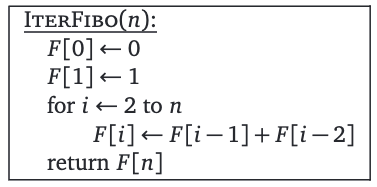 ITERFIBO(n):
F[0] ← 0
F[1] ← 1
for i ← 2 to n
F[i] ← F[i − 1] + F[i − 2]
return F[n]